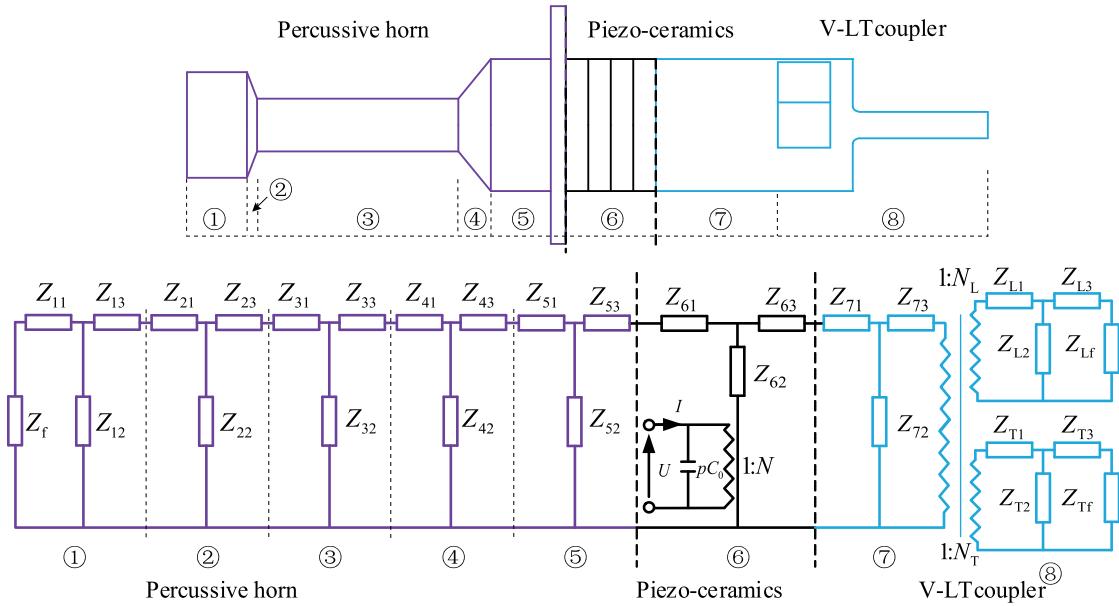 Percussive horn Piezo-ceramics V-LTcoupler
① ② ③ ④ ⑤ ⑥ ⑦ ⑧
Z11 Z13 Z21 Z23 Z31 Z33 Z41 Z43 Z51 Z53 Z61 Z63 Z71 Z73 1:NL ZL1 ZL3
ZL2 ZLf
Zf Z12 Z22 Z32 Z42 Z52 Z62 Z72
I
U pC0 1:N
ZT1 ZT3
ZT2 ZTf
1:NT
① ② ③ ④ ⑤ ⑥ ⑦ ⑧
Percussive horn Piezo-ceramics V-LTcoupler